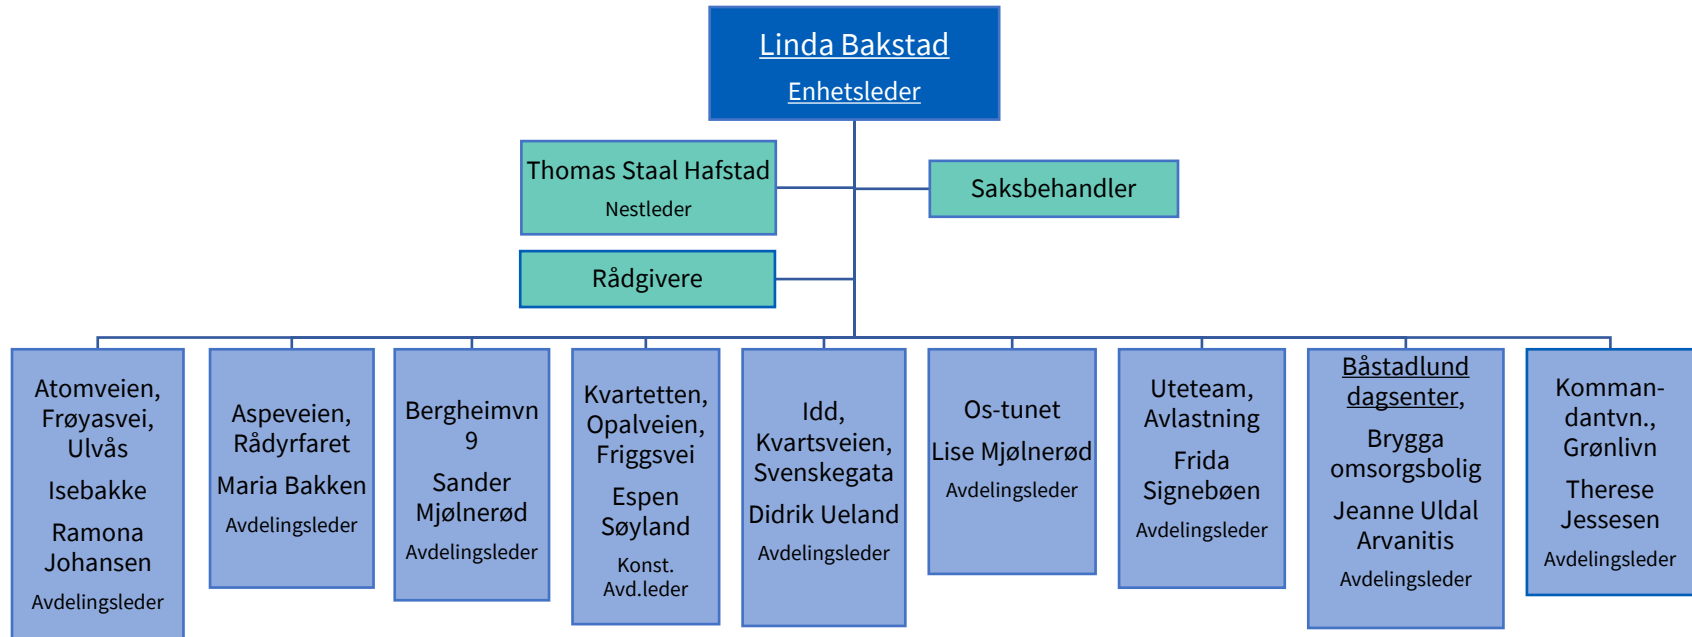 Linda Bakstad
Enhetsleder
Thomas Staal Hafstad
Nestleder
Saksbehandler
Rådgivere
Atomveien,
Frøyasvei,
Ulvås
Isebakke
Ramona
Johansen
Avdelingsleder
Aspeveien,
Rådyrfaret
Maria Bakken
Avdelingsleder
Bergheimvn
9
Sander
Mjølnerød
Avdelingsleder
Kvartetten,
Opalveien,
Friggsvei
Espen
Søyland
Konst.
Avd.leder
Idd,
Kvartsveien,
Svenskegata
Didrik Ueland
Avdelingsleder
Os-tunet
Lise Mjølnerød
Avdelingsleder
Uteteam,
Avlastning
Frida
Signebøen
Avdelingsleder
Båstadlund
dagsenter,
Brygga
omsorgsbolig
Jeanne Uldal
Arvanitis
Avdelingsleder
Komman-
dantvn.,
Grønlivn
Therese
Jessesen
Avdelingsleder